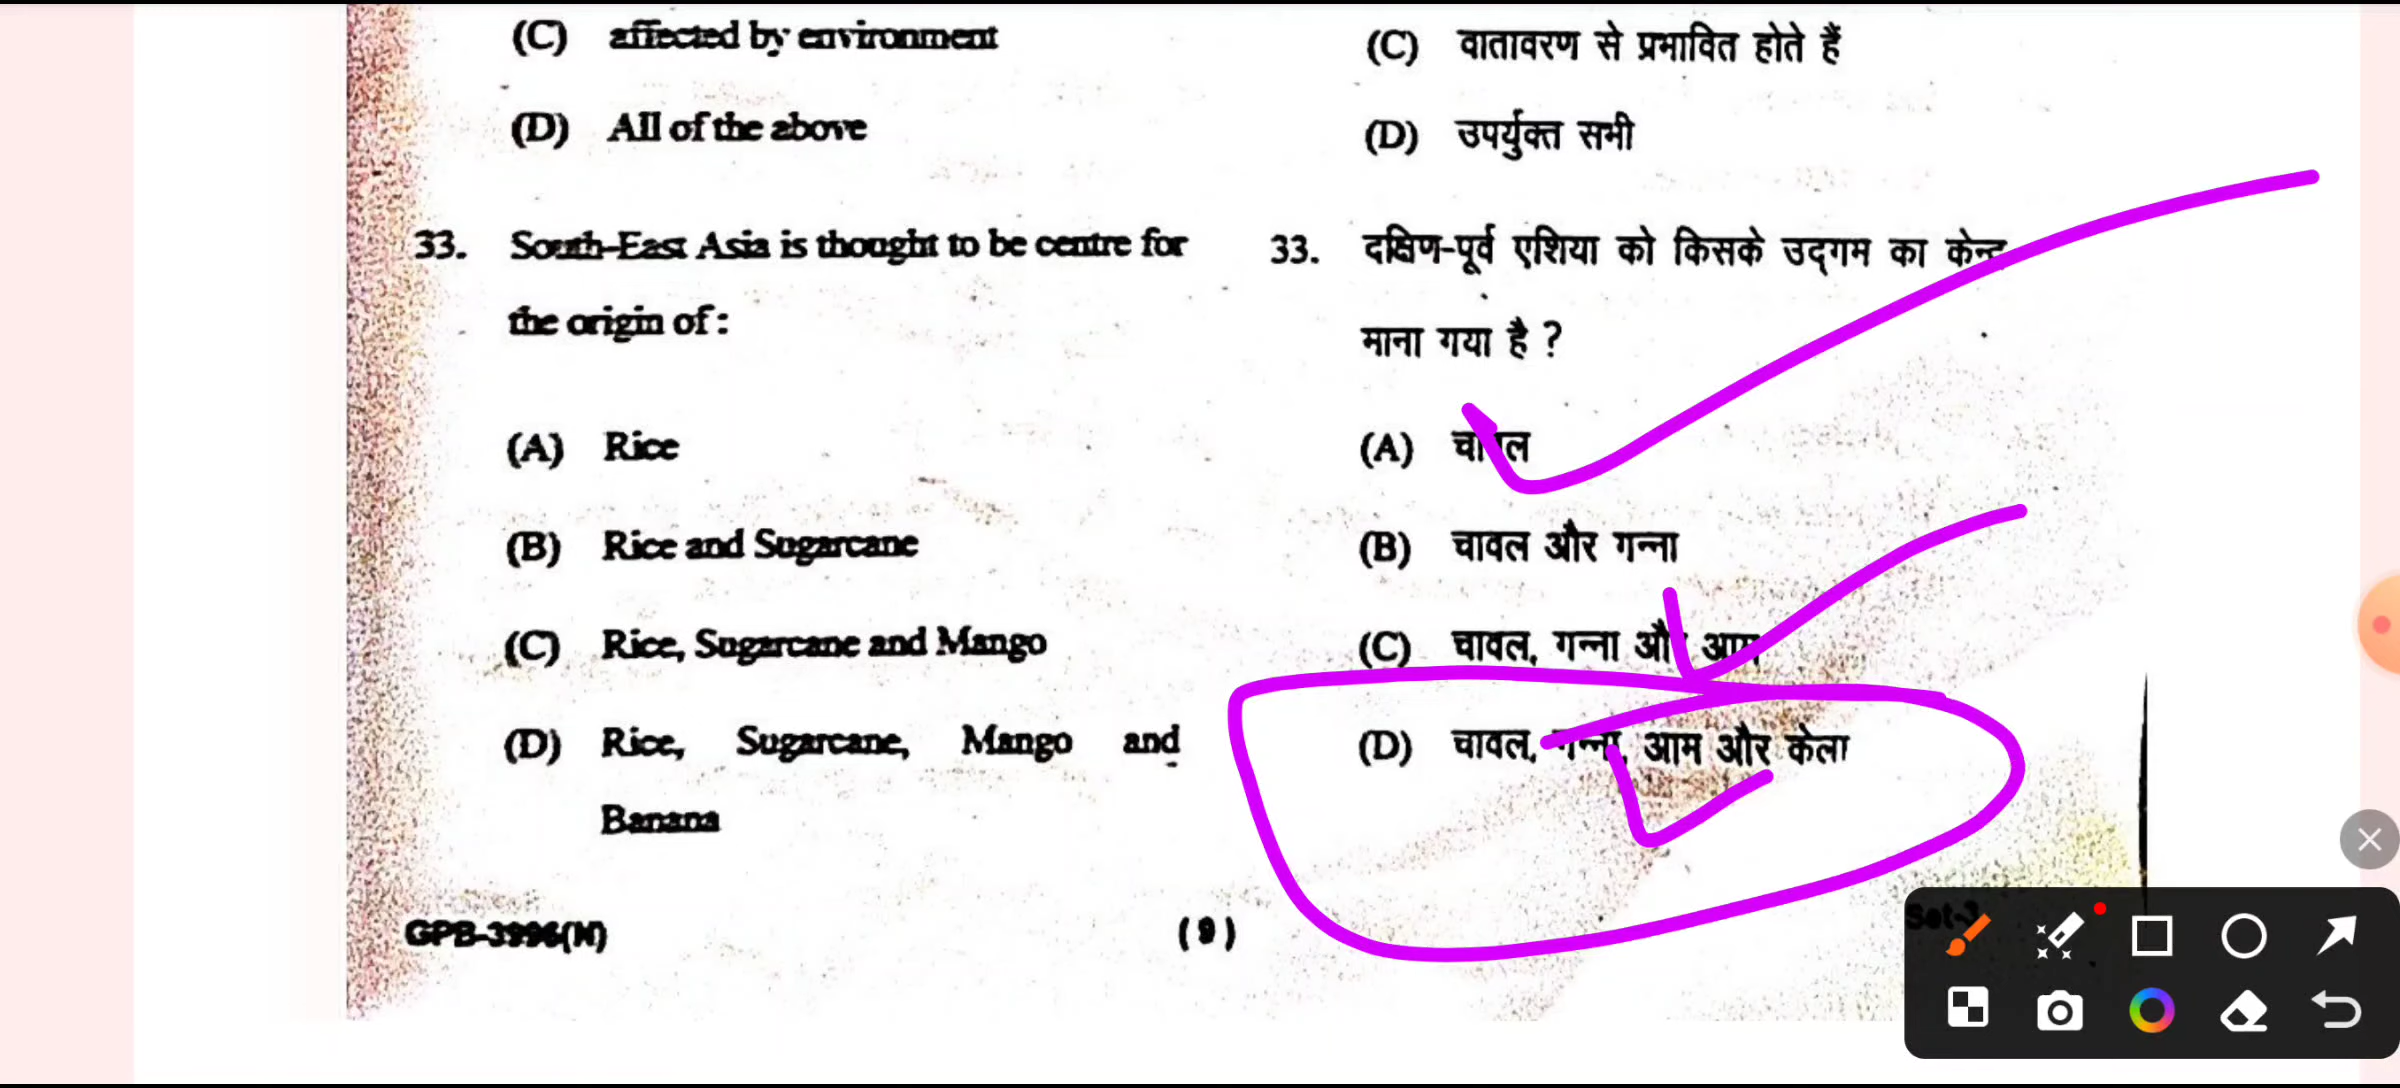 (C) affected by environment
(D) All of the above
33. South-East Asia is thought to be centre for
the origin of :
(A) Rice
(B) Rice and Sugarcane
(C) Rice, Sugarcane and Mango
(D) Rice, Sugarcane, Mango and
Banana
GPB-3996(N)
(C) वातावरण से प्रभावित होते हैं
(D) उपर्युक्त सभी
33. दक्षिण-पूर्व एशिया को किसके उद्गम का केन्द्र
माना गया है ?
(A) चावल
(B) चावल और गन्ना
(C) चावल, गन्ना और आम
(D) चावल, गन्ना, आम और केला
( 9 )
Set-3